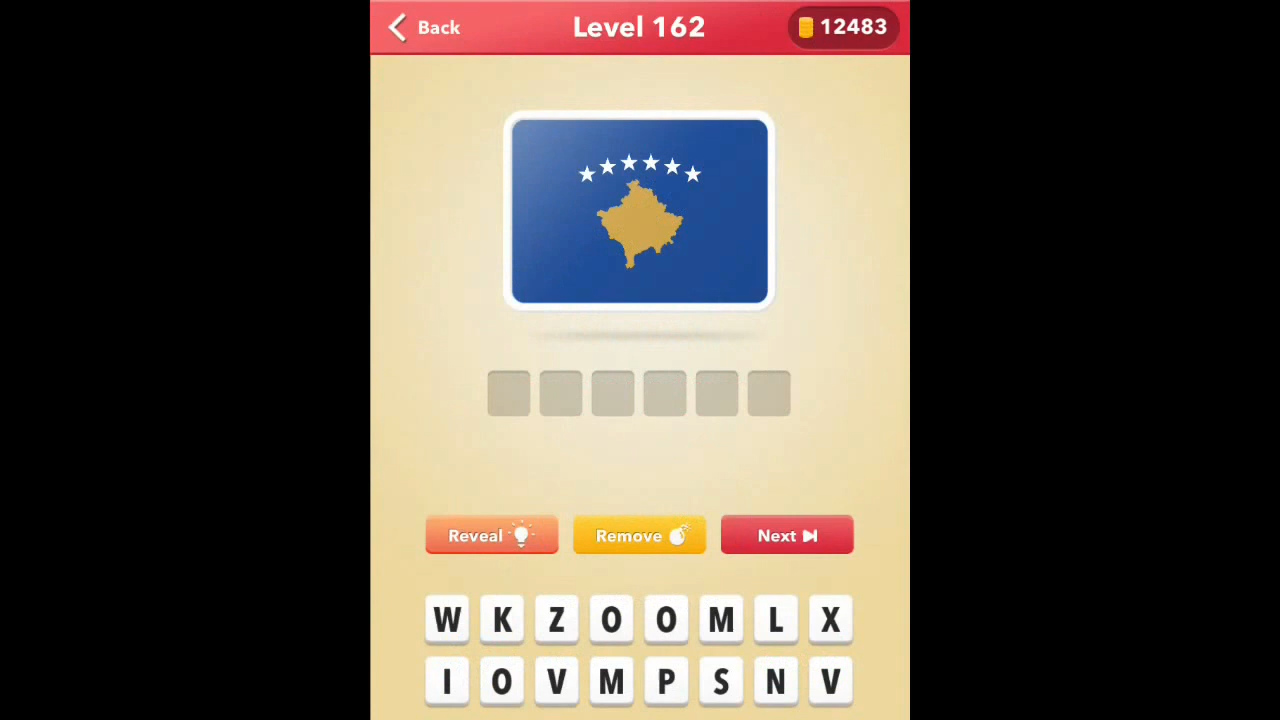 Back Level 162 12483
Reveal Remove Next
W K Z O O M L X
I O V M P S N V